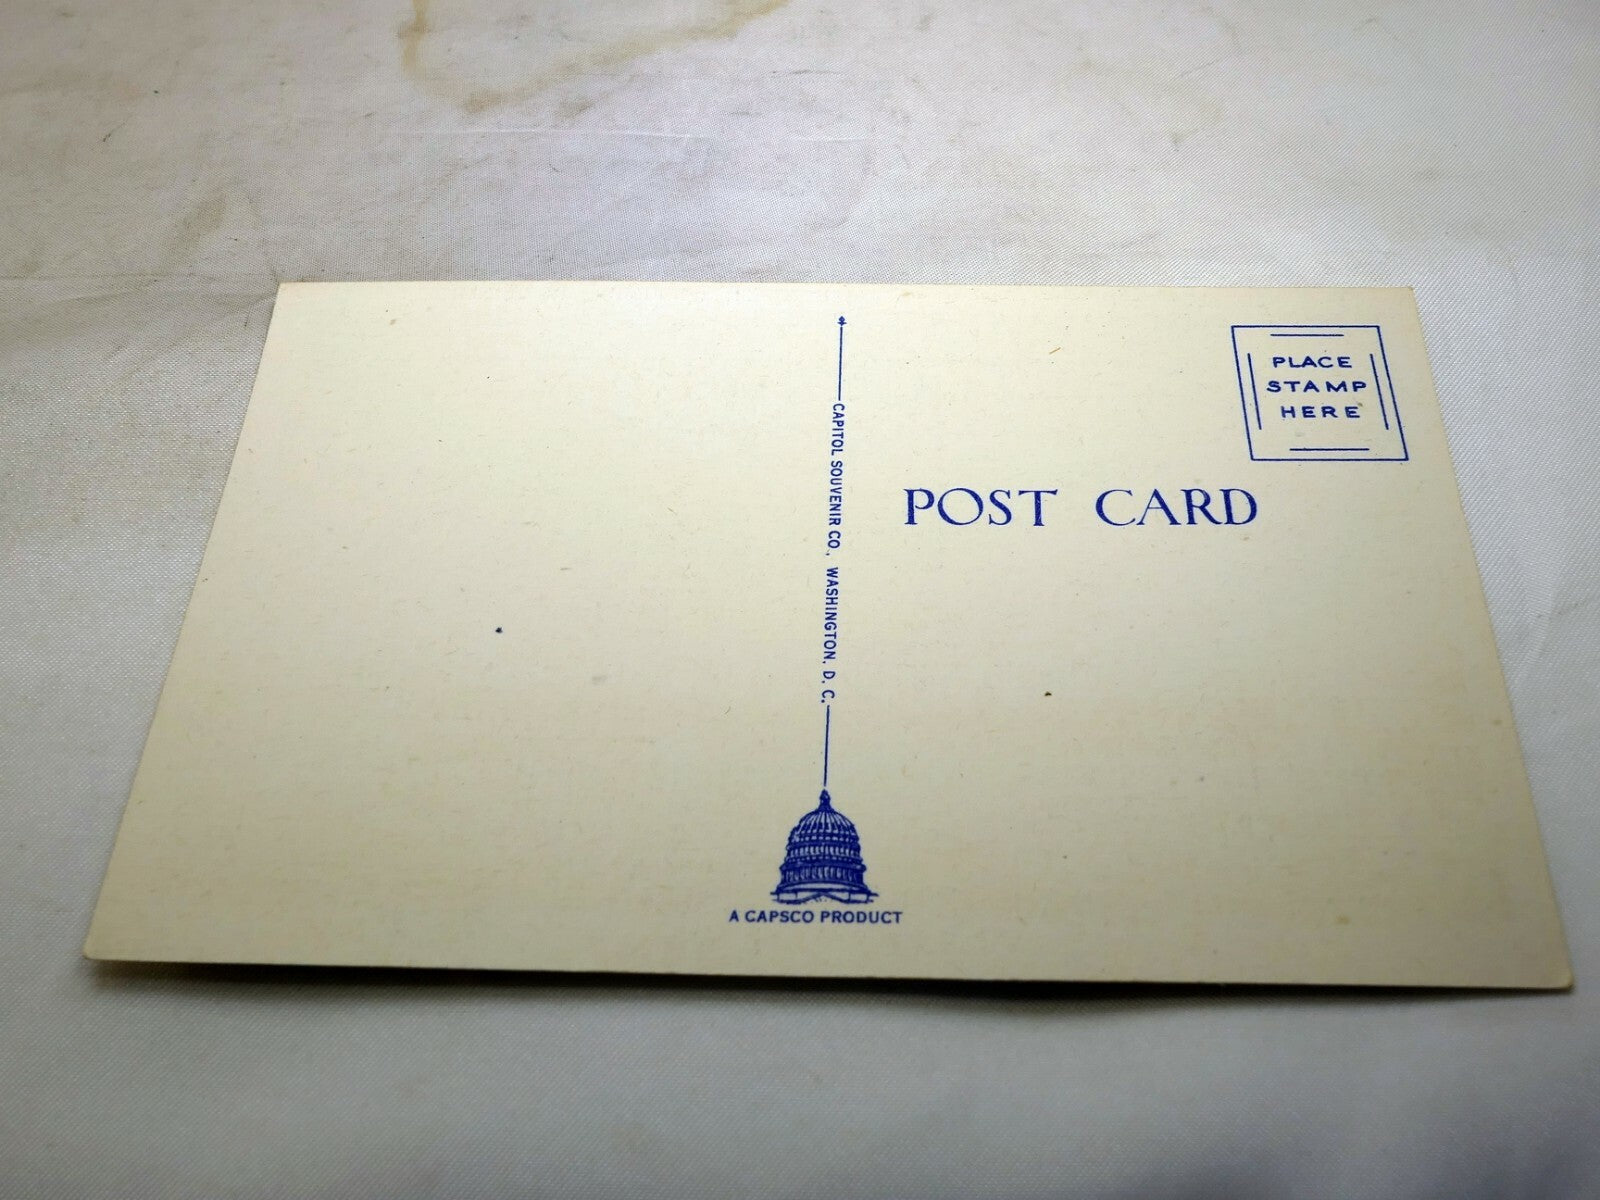 PLACE
STAMP
HERE
POST CARD
CAPITOL SOUVENIR CO., WASHINGTON, D. C.
A CAPSCO PRODUCT